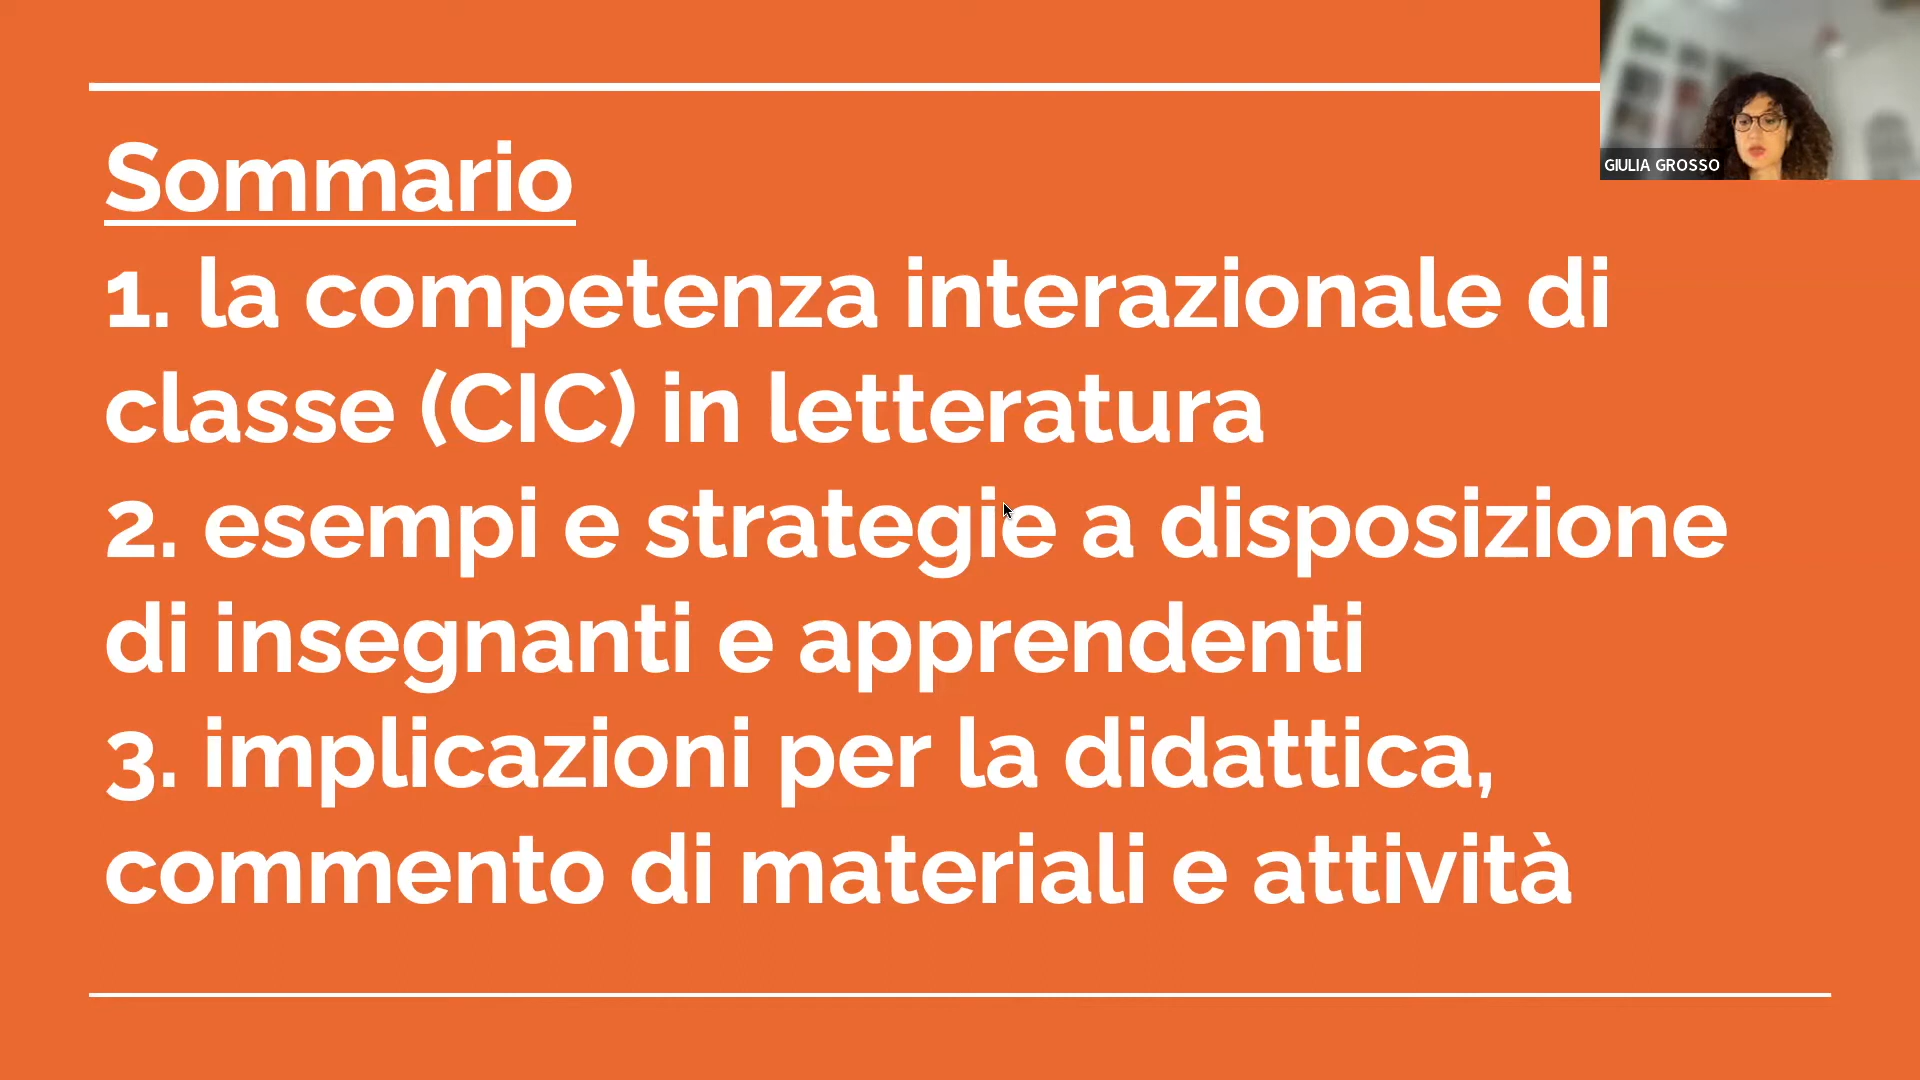 Sommario
1. la competenza interazionale di
classe (CIC) in letteratura
2. esempi e strategie a disposizione
di insegnanti e apprendenti
3. implicazioni per la didattica,
commento di materiali e attività
GIULIA GROSSO